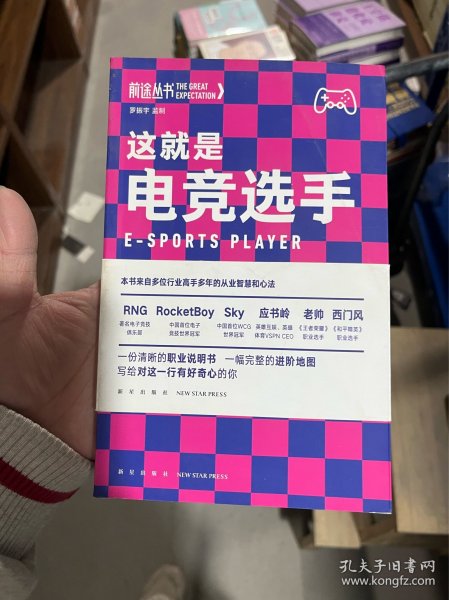 前途丛书 THE GREAT EXPECTATION
罗振宇 监制
这就是
电竞选手
E-SPORTS PLAYER
本书来自多位行业高手多年的从业智慧和心法
RNG RocketBoy Sky 应书岭 老帅 西门风
著名电子竞技 中国首位电子 中国首位WCG 英雄互娱、英雄 《王者荣耀》 《和平精英》
俱乐部 竞技世界冠军 世界冠军 体育VSPN CEO 职业选手 职业选手
一份清晰的职业说明书 一幅完整的进阶地图
写给对这一行有好奇心的你
新星出版社 NEW STAR PRESS
新星出版社 NEW STAR PRESS
孔夫子旧书网
www.kongfz.com